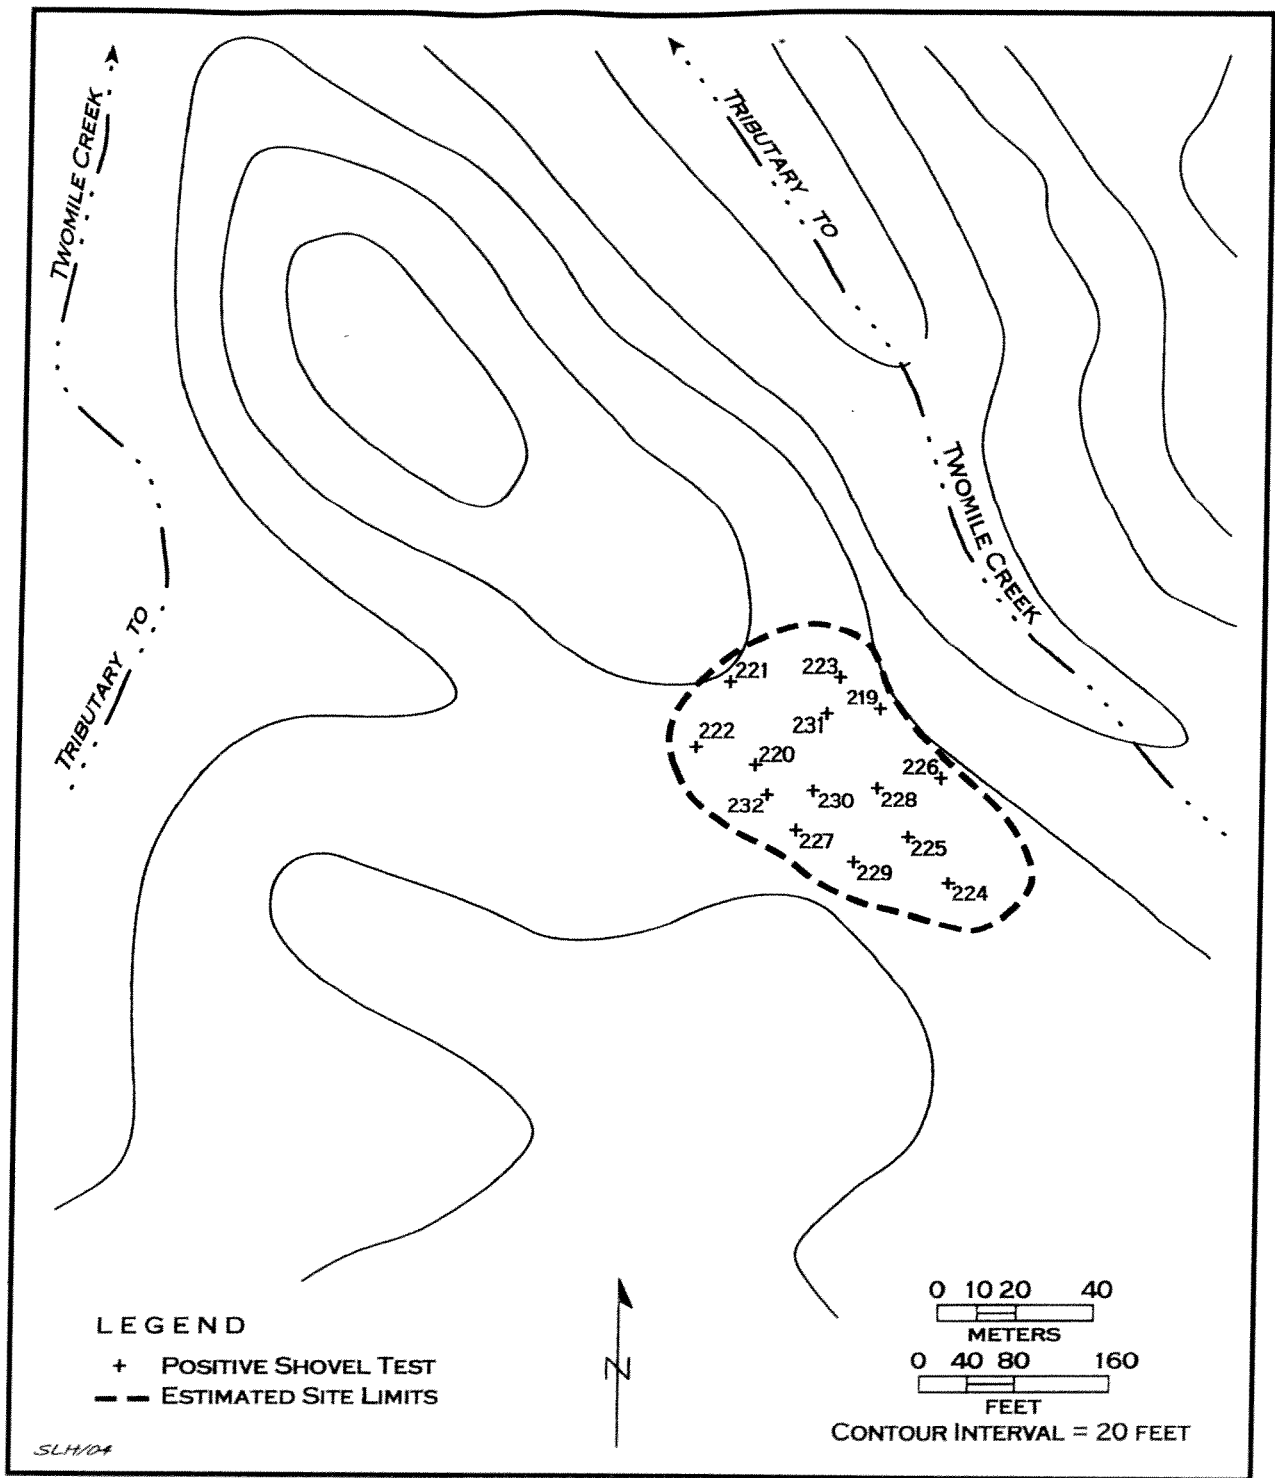 TWOMILE CREEK
TRIBUTARY TO
TRIBUTARY TO
TWOMILE CREEK
221
223
219
231
222
220
226
232
230
228
227
225
229
224
LEGEND
+ POSITIVE SHOVEL TEST
ESTIMATED SITE LIMITS
N
0 10 20 40
METERS
0 40 80 160
FEET
CONTOUR INTERVAL = 20 FEET
SLH/04